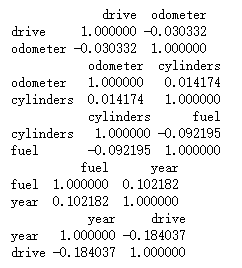 drive odometer
drive 1.000000 -0.030332
odometer -0.030332 1.000000
odometer cylinders
odometer 1.000000 0.014174
cylinders 0.014174 1.000000
cylinders fuel
cylinders 1.000000 -0.092195
fuel -0.092195 1.000000
fuel year
fuel 1.000000 0.102182
year 0.102182 1.000000
year drive
year 1.000000 -0.184037
drive -0.184037 1.000000